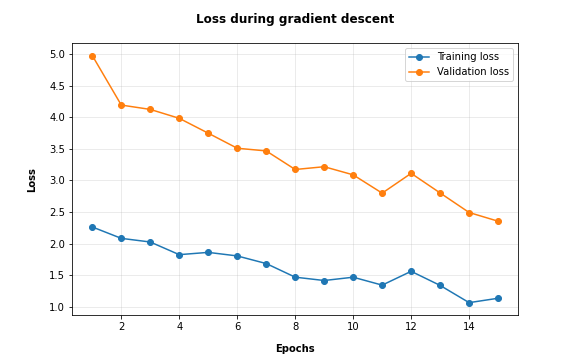 Loss during gradient descent
Training loss
Validation loss
5.0
4.5
4.0
3.5
3.0
2.5
2.0
1.5
1.0
Loss
2 4 6 8 10 12 14
Epochs